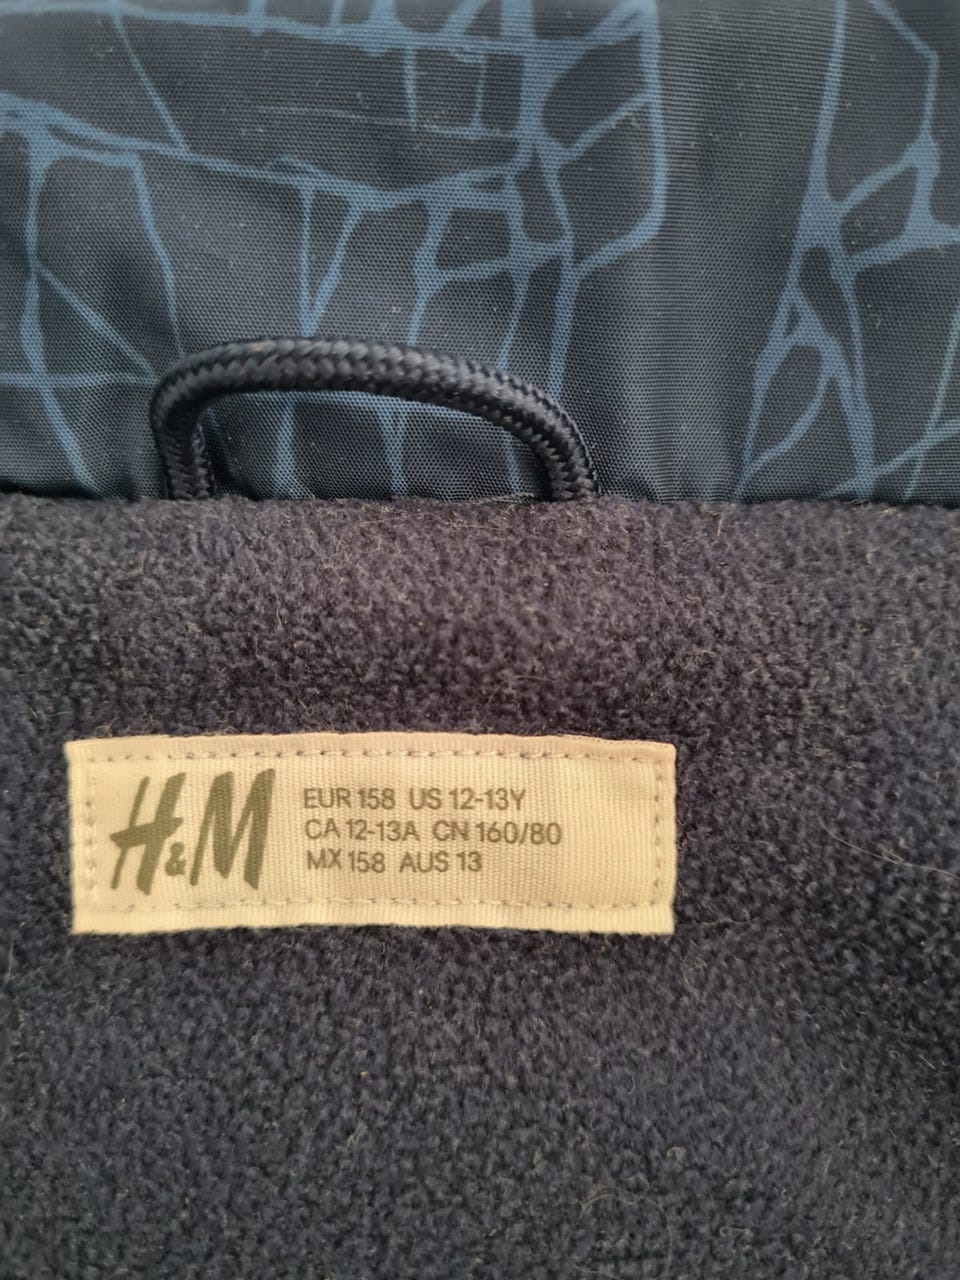 H&M
EUR 158 US 12-13Y
CA 12-13A CN 160/80
MX 158 AUS 13